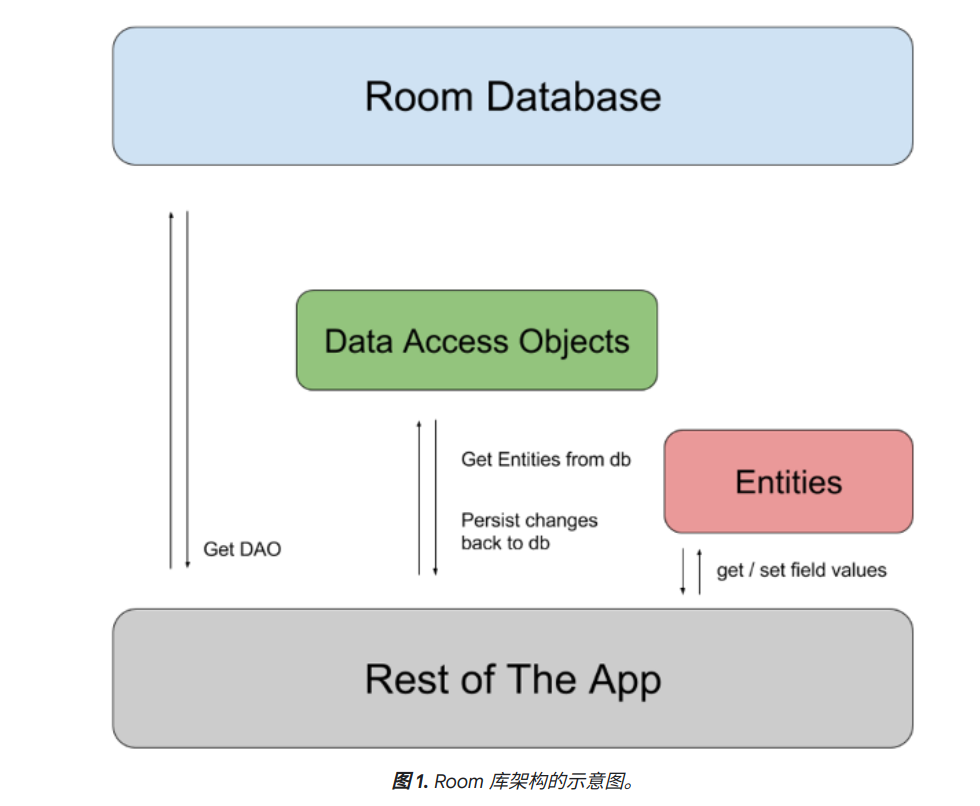 Room Database
Data Access Objects
Get Entities from db
Entities
Persist changes
back to db
Get DAO
get / set field values
Rest of The App
图 1. Room 库架构的示意图。